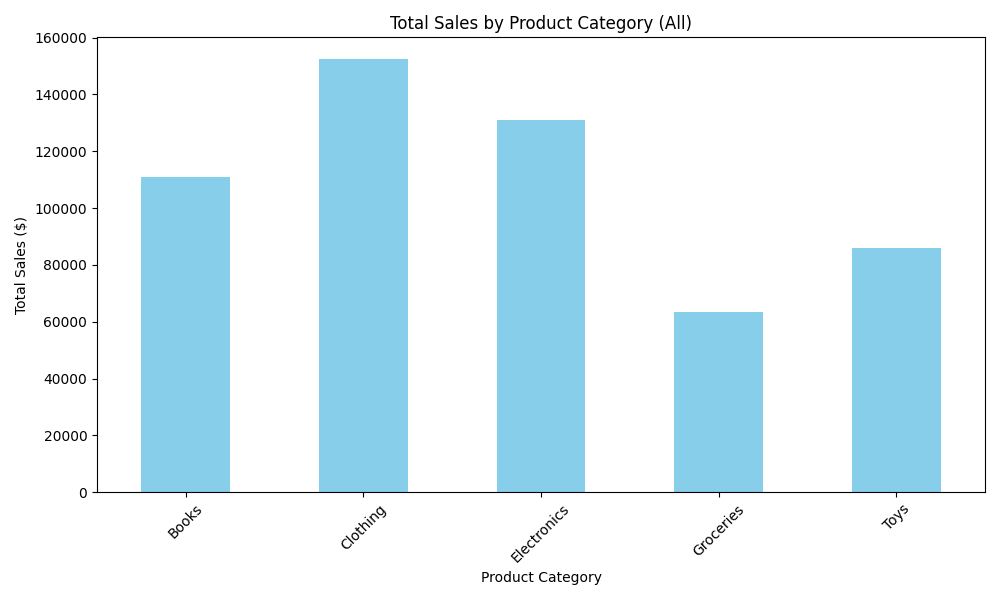 Total Sales by Product Category (All)
160000
140000
120000
100000
80000
60000
40000
20000
0
Total Sales ($)
Books
Clothing
Electronics
Groceries
Toys
Product Category